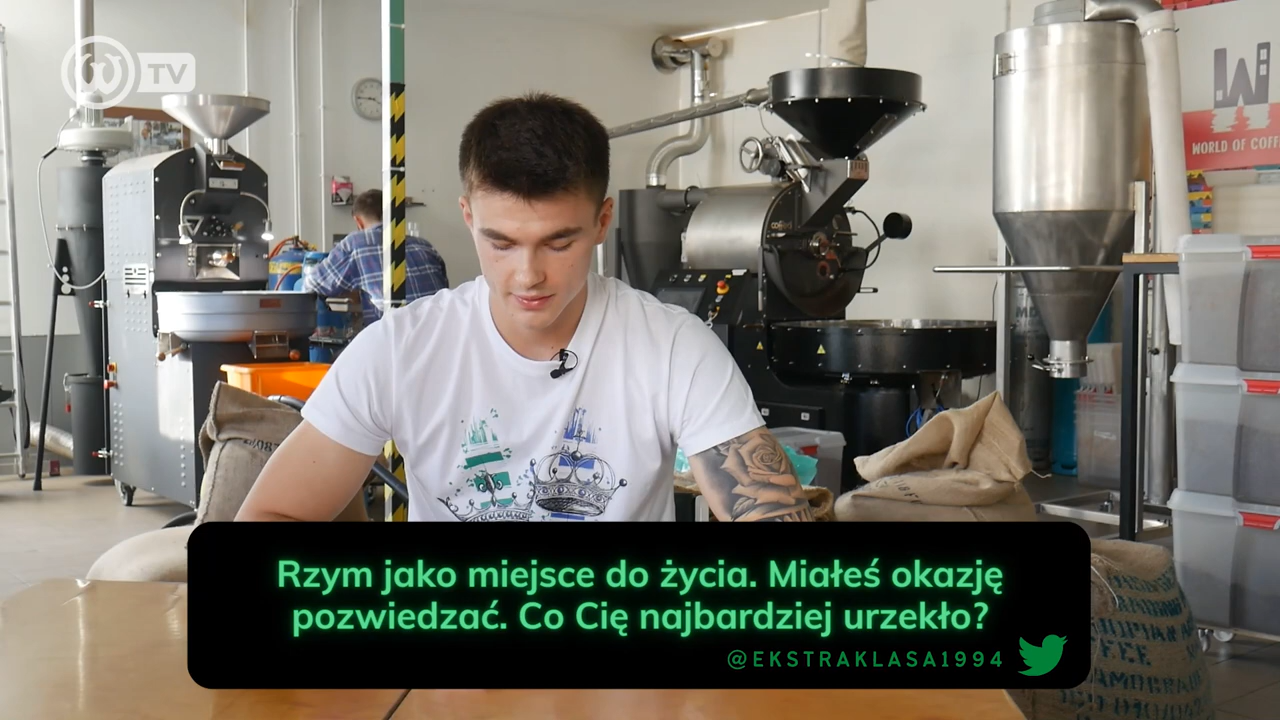 W TV
W
WORLD OF COFF
Rzym jako miejsce do życia. Miałeś okazję
pozwiedzać. Co Cię najbardziej urzekło?
@EKSTRAKLASA1994